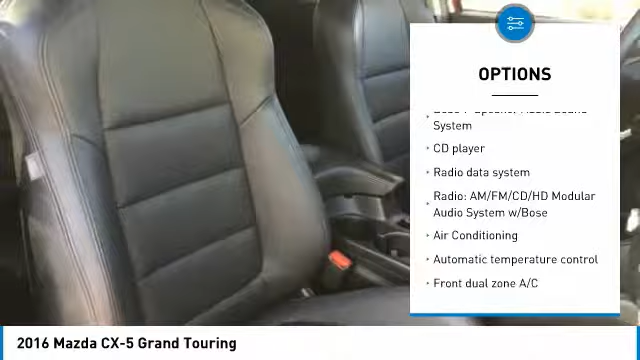 OPTIONS
System
CD player
Radio data system
Radio: AM/FM/CD/HD Modular
Audio System w/Bose
Air Conditioning
Automatic temperature control
Front dual zone A/C
2016 Mazda CX-5 Grand Touring